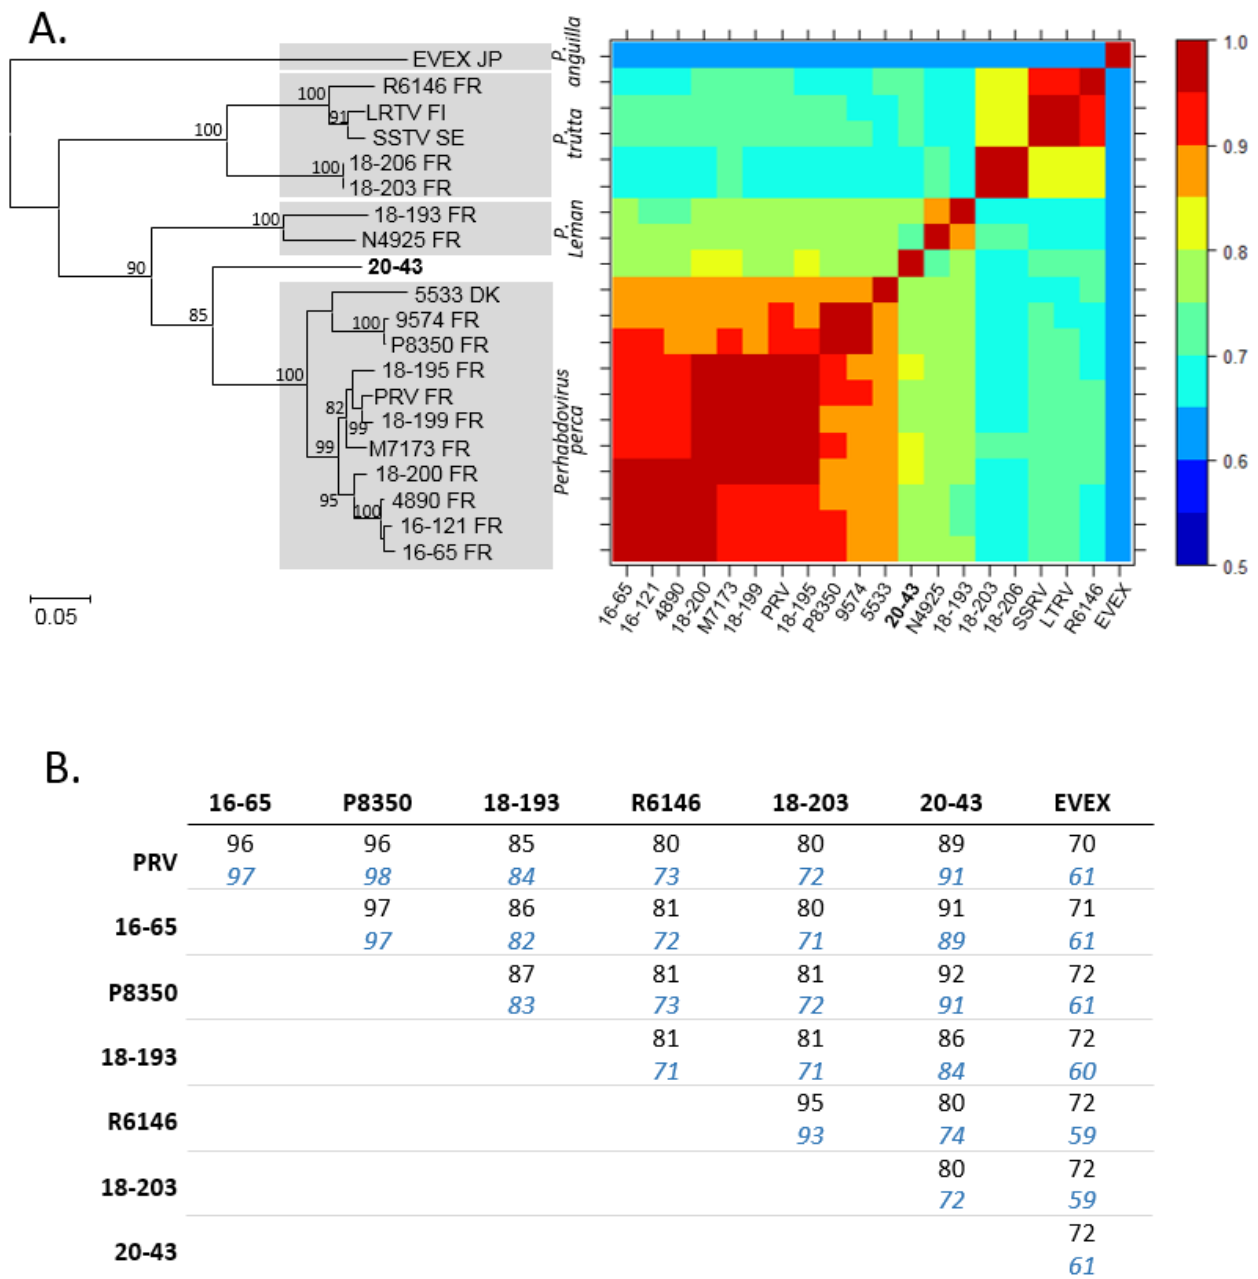 A.
EVEX JP
P. anguilla
R6146 FR
100
LRTV FI
91
SSTV SE
100
P. trutta
18-206 FR
100
18-203 FR
18-193 FR
100
N4925 FR
P. Leman
20-43
90
5533 DK
85
9574 FR
100
P8350 FR
100
18-195 FR
PRV FR
82
18-199 FR
99
M7173 FR
99
18-200 FR
95
4890 FR
100
16-121 FR
16-65 FR
Perhabdovirus perca
0.05
1.0
0.9
0.8
0.7
0.6
0.5
16-65
16-121
4890
18-200
M7173
18-199
PRV
18-195
P8350
9574
5533
20-43
N4925
18-193
18-203
18-206
SSRV
LTRV
R6146
EVEX
B.
16-65 P8350 18-193 R6146 18-203 20-43 EVEX
PRV
96 96 85 80 80 89 70
97 98 84 73 72 91 61
16-65
97 86 81 80 91 71
97 82 72 71 89 61
P8350
87 81 81 92 72
83 73 72 91 61
18-193
81 81 86 72
71 71 84 60
R6146
95 80 72
93 74 59
18-203
80 72
72 59
20-43
72
61